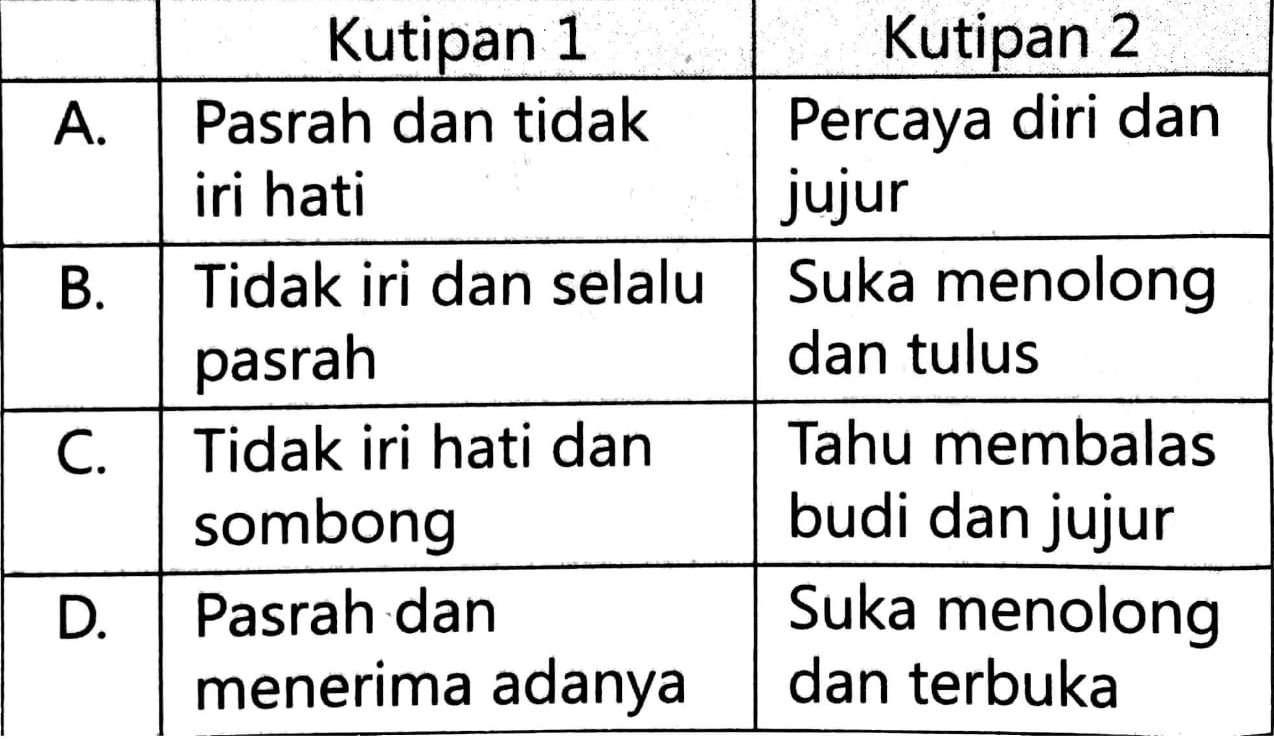 Kutipan 1 Kutipan 2
A. Pasrah dan tidak Percaya diri dan
iri hati jujur
B. Tidak iri dan selalu Suka menolong
pasrah dan tulus
C. Tidak iri hati dan Tahu membalas
sombong budi dan jujur
D. Pasrah dan Suka menolong
menerima adanya dan terbuka